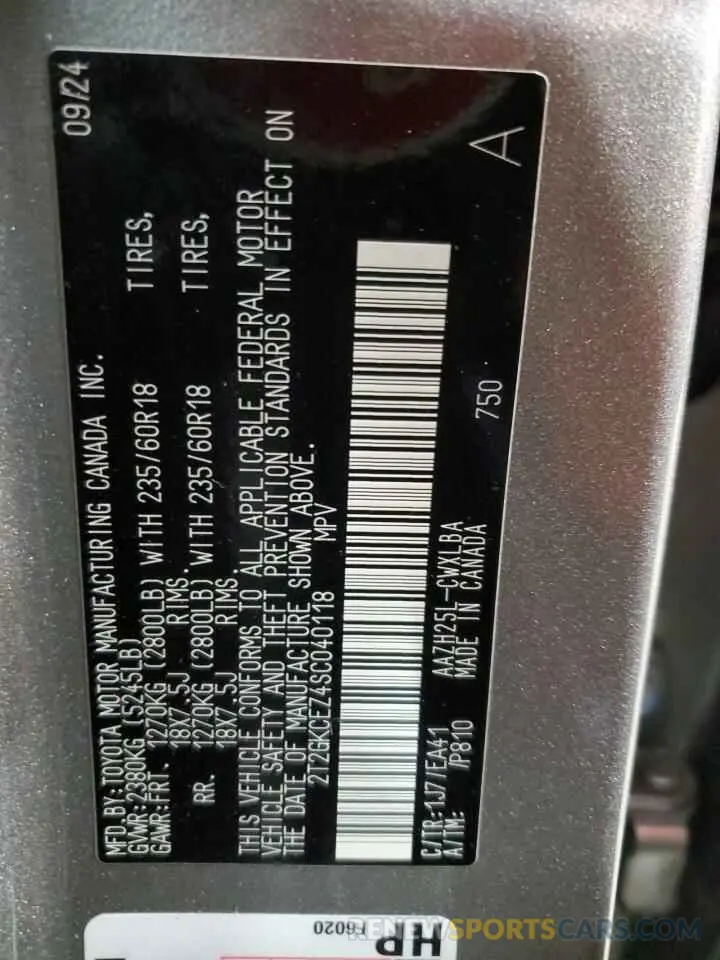 MFD. BY: TOYOTA MOTOR MANUFACTURING CANADA INC. 09/24
GVWR: 2380KG (5245LB)
GAWR: FRT. 1270KG (2800LB) WITH 235/60R18 TIRES,
18X7.5J RIMS.
RR. 1270KG (2800LB) WITH 235/60R18 TIRES,
18X7.5J RIMS.
THIS VEHICLE CONFORMS TO ALL APPLICABLE FEDERAL MOTOR
VEHICLE SAFETY AND THEFT PREVENTION STANDARDS IN EFFECT ON
THE DATE OF MANUFACTURE SHOWN ABOVE.
2T2GKCEZ4SC040118 MPV
C/TR: 1J7/EA41 AAZH25L-CWXLBA
A/TM: /P810 MADE IN CANADA 750
A
HP
F6020
RENEWSPORTSCARS.COM